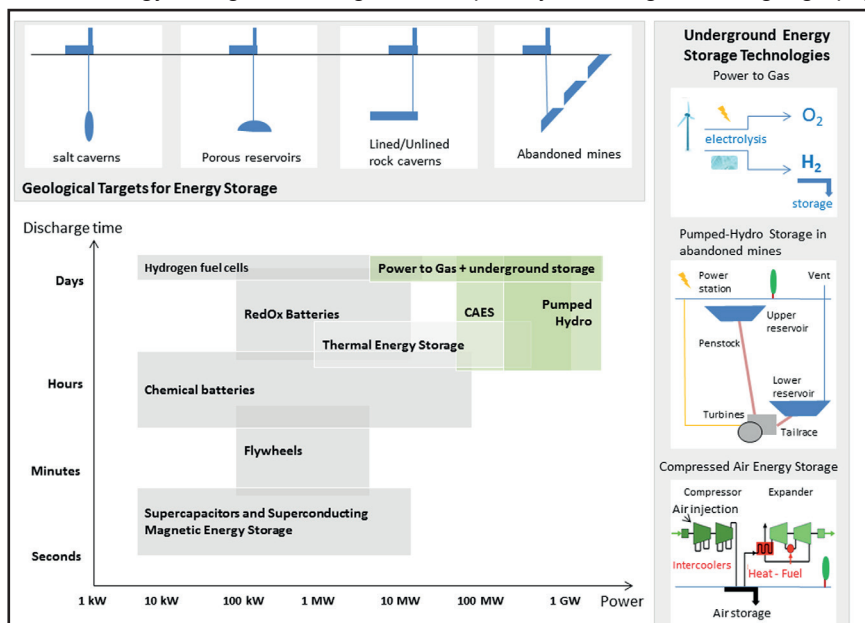 salt caverns
Porous reservoirs
Lined/Unlined
rock caverns
Abandoned mines
Geological Targets for Energy Storage
Discharge time
Days
Hours
Minutes
Seconds
Hydrogen fuel cells
Power to Gas + underground storage
RedOx Batteries
CAES
Pumped
Hydro
Thermal Energy Storage
Chemical batteries
Flywheels
Supercapacitors and Superconducting
Magnetic Energy Storage
1 kW
10 kW
100 kW
1 MW
10 MW
100 MW
1 GW
Power
Underground Energy
Storage Technologies
Power to Gas
O2
electrolysis
H2
storage
Pumped-Hydro Storage in
abandoned mines
Power
station
Vent
Upper
reservoir
Penstock
Lower
reservoir
Turbines
Tailrace
Compressed Air Energy Storage
Compressor
Expander
Air injection
Intercoolers
Heat - Fuel
Air storage